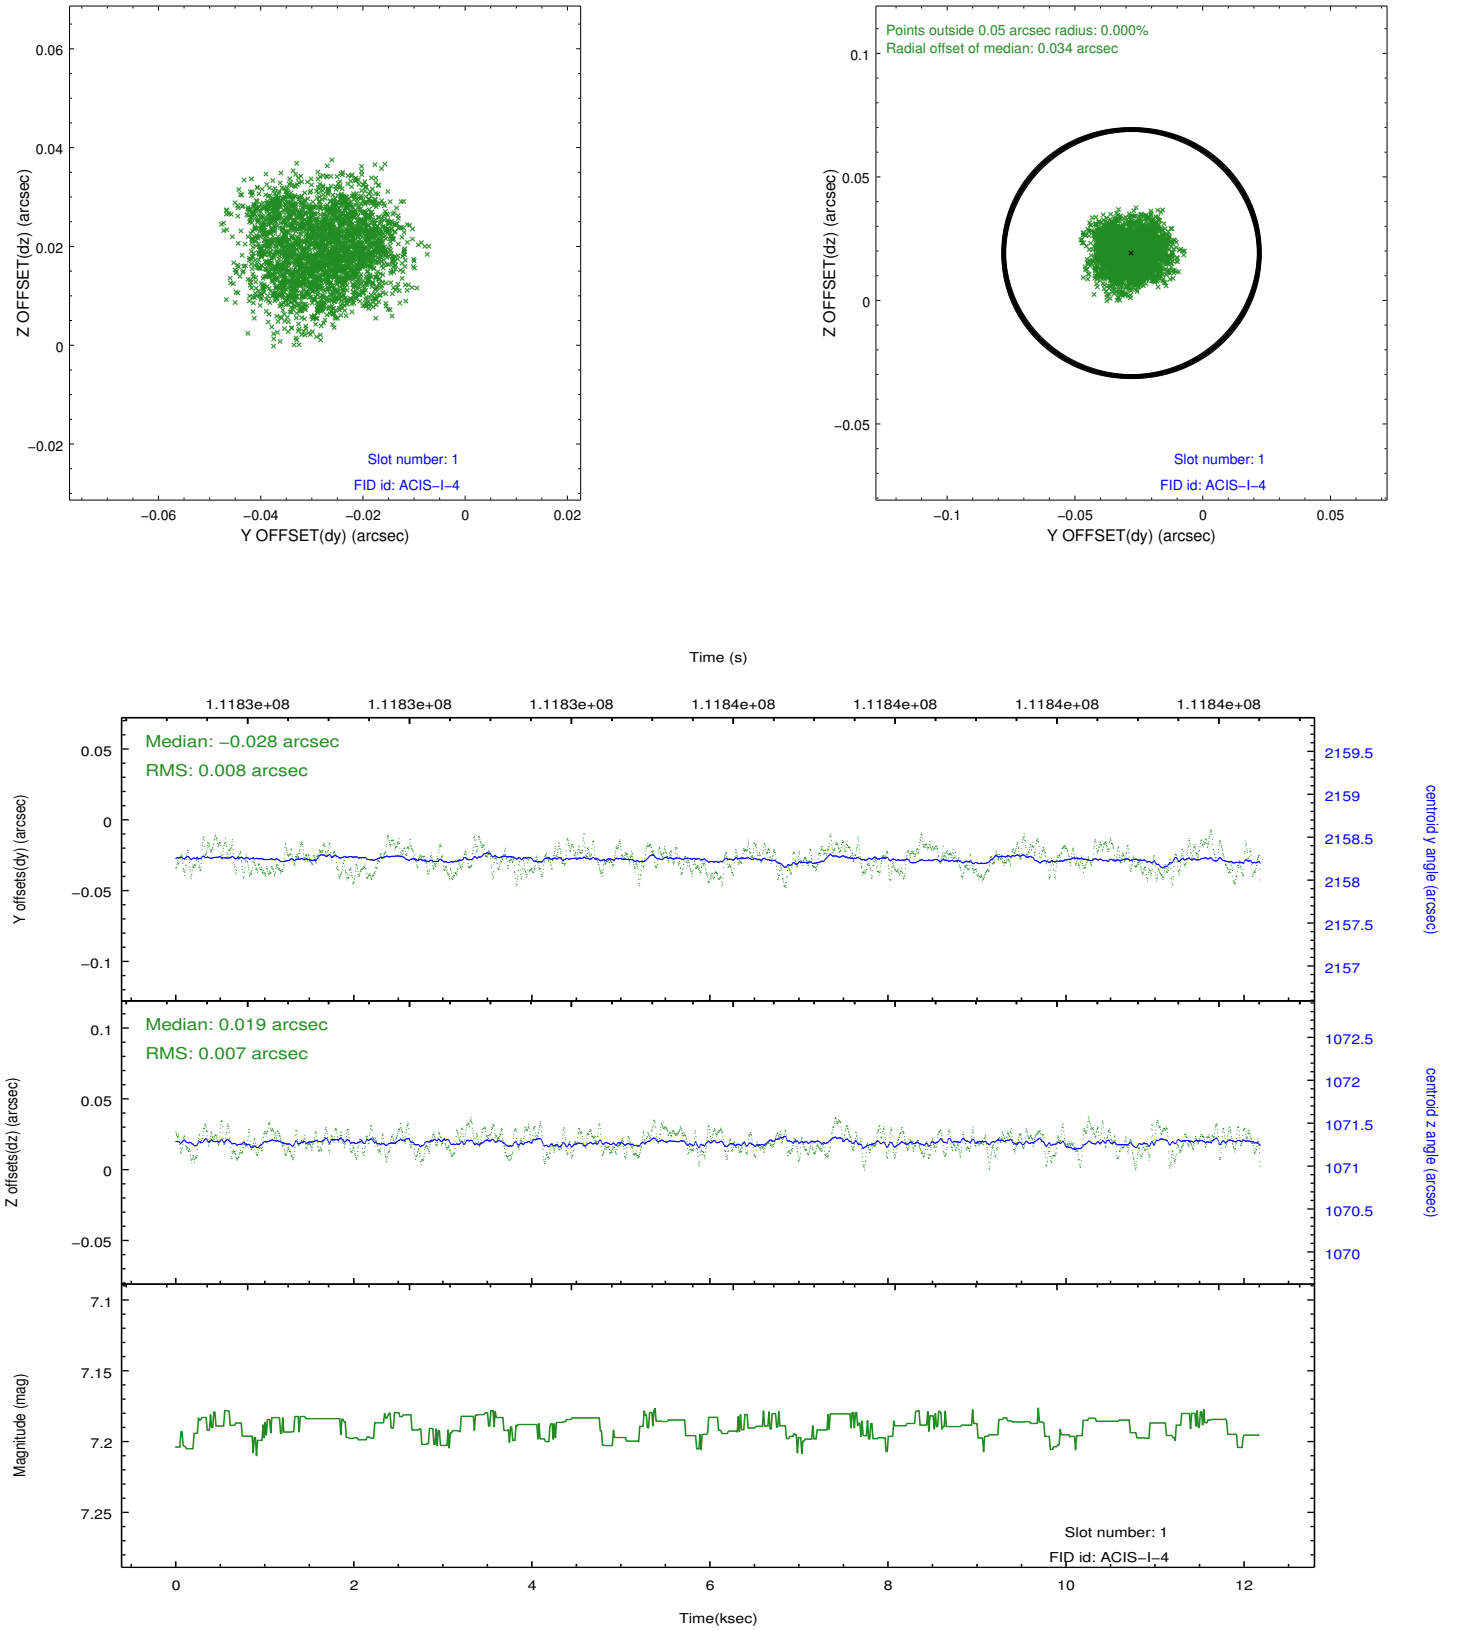 0.06
0.04
0.02
0
−0.02
Z OFFSET(dz) (arcsec)
Slot number: 1
FID id: ACIS−I−4
−0.06
−0.04
−0.02
0
0.02
Y OFFSET(dy) (arcsec)
Points outside 0.05 arcsec radius: 0.000%
Radial offset of median: 0.034 arcsec
0.1
0.05
0
−0.05
Z OFFSET(dz) (arcsec)
Slot number: 1
FID id: ACIS−I−4
−0.1
−0.05
0
0.05
Y OFFSET(dy) (arcsec)
Time (s)
1.1183e+08
1.1183e+08
1.1183e+08
1.1184e+08
1.1184e+08
1.1184e+08
1.1184e+08
Median: −0.028 arcsec
RMS: 0.008 arcsec
0.05
0
−0.05
−0.1
Y offsets(dy) (arcsec)
2159.5
2159
2158.5
2158
2157.5
2157
centroid y angle (arcsec)
Median: 0.019 arcsec
RMS: 0.007 arcsec
0.1
0.05
0
−0.05
Z offsets(dz) (arcsec)
1072.5
1072
1071.5
1071
1070.5
1070
centroid z angle (arcsec)
7.1
7.15
7.2
7.25
Magnitude (mag)
Slot number: 1
FID id: ACIS−I−4
0
2
4
6
8
10
12
Time(ksec)